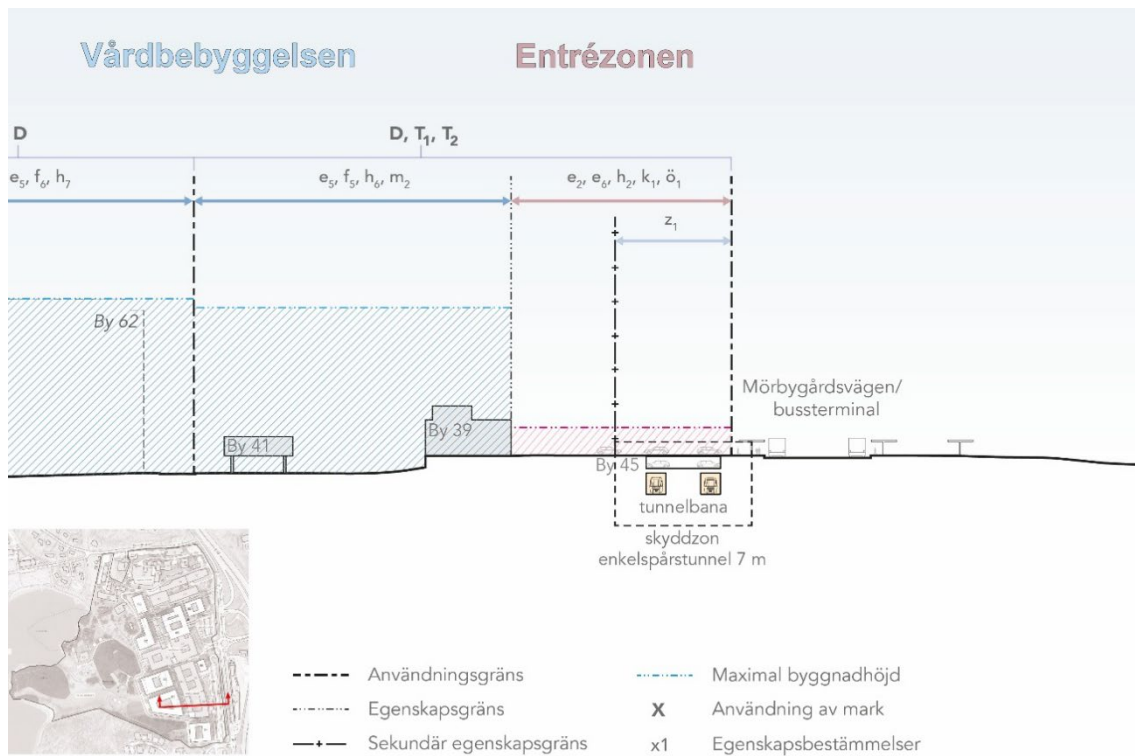 Vårdbebyggelsen Entrézonen
D D, T₁, T₂
e₅, f₆, h₇ e₅, f₅, h₆, m₂ e₂, e₆, h₂, k₁, ö₁
z₁
By 62
Mörbygårdsvägen/
bussterminal
By 41 By 39
By 45
tunnelbana
skyddzon
enkelspårstunnel 7 m
Användningsgräns
Egenskapsgräns
Sekundär egenskapsgräns
Maximal byggnadhöjd
X Användning av mark
x1 Egenskapsbestämmelser